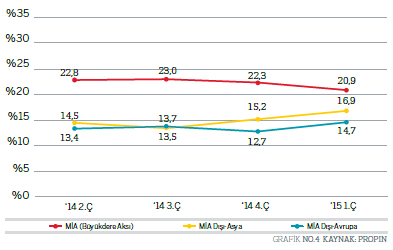 %35
%30
%25
22,8 23,0 22,3 20,9
%20
14,5 13,7 15,2 16,9
%15
13,4 13,5 12,7 14,7
%10
%5
%0
'14 2.Ç '14 3.Ç '14 4.Ç '15 1.Ç
MİA (Büyükdere Aksı) MİA Dışı-Asya MİA Dışı-Avrupa
GRAFİK NO.4 KAYNAK: PROPIN